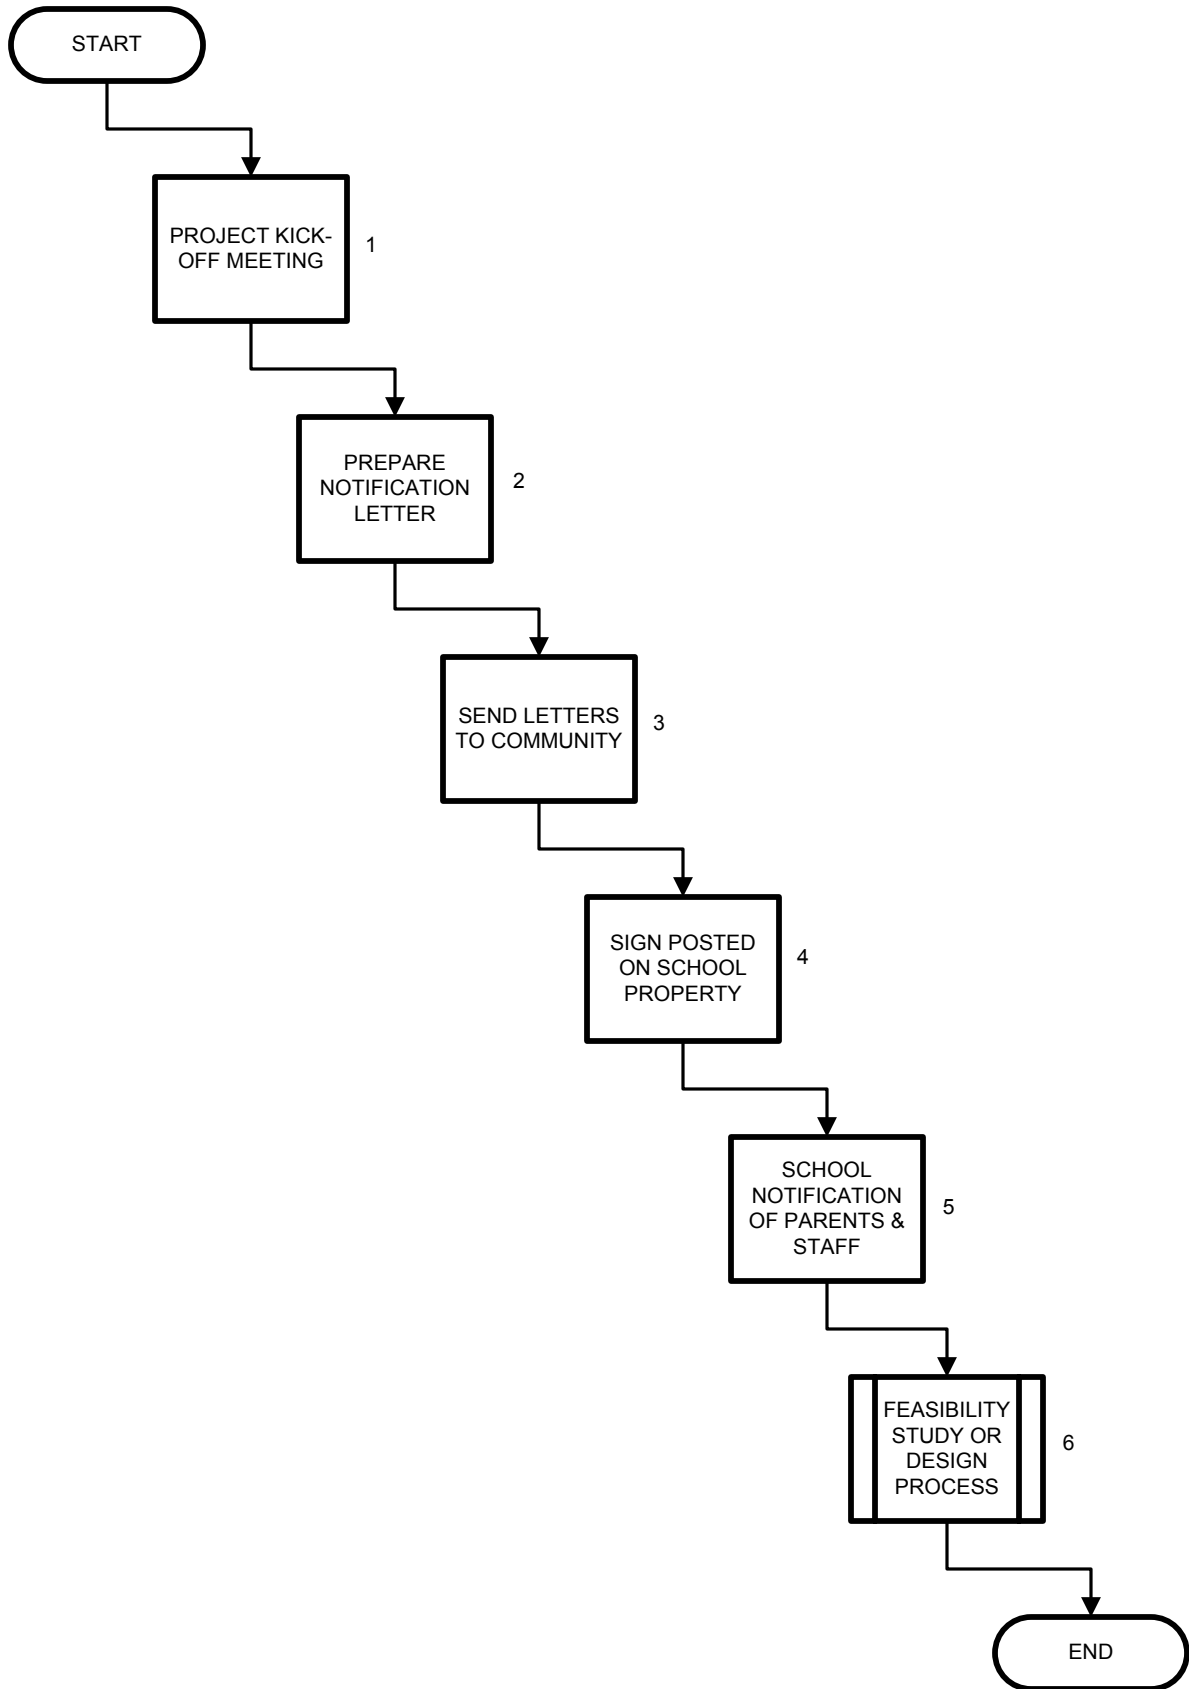 START
PROJECT KICK-
OFF MEETING
1
PREPARE
NOTIFICATION
LETTER
2
SEND LETTERS
TO COMMUNITY
3
SIGN POSTED
ON SCHOOL
PROPERTY
4
SCHOOL
NOTIFICATION
OF PARENTS &
STAFF
5
FEASIBILITY
STUDY OR
DESIGN
PROCESS
6
END